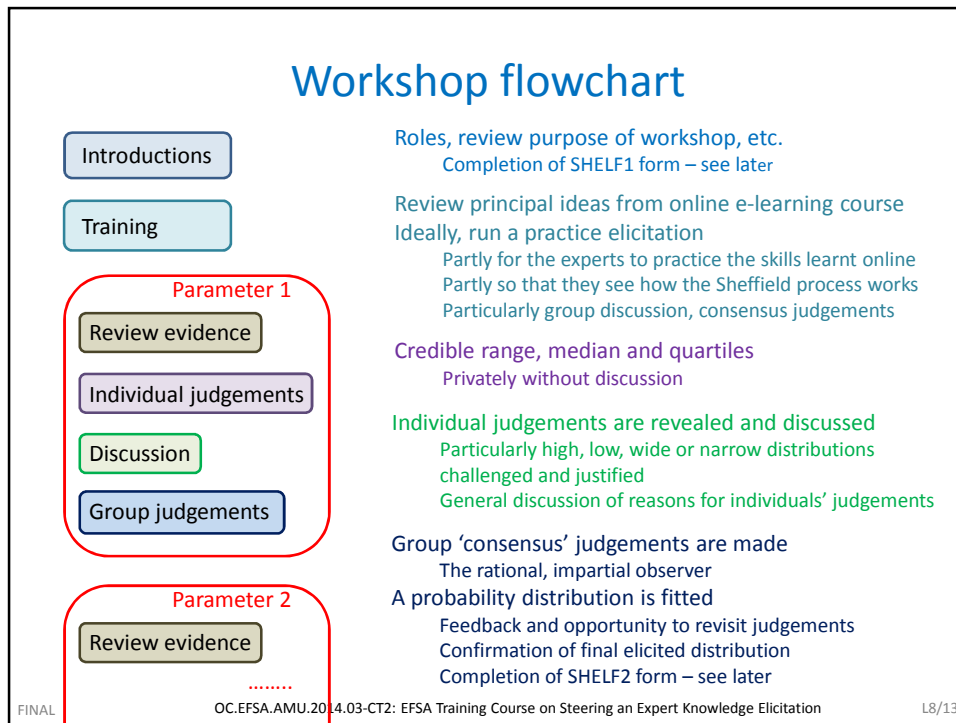 Workshop flowchart
Introductions
Roles, review purpose of workshop, etc.
Completion of SHELF1 form – see later
Training
Review principal ideas from online e-learning course
Ideally, run a practice elicitation
Partly for the experts to practice the skills learnt online
Partly so that they see how the Sheffield process works
Particularly group discussion, consensus judgements
Parameter 1
Review evidence
Individual judgements
Credible range, median and quartiles
Privately without discussion
Discussion
Individual judgements are revealed and discussed
Particularly high, low, wide or narrow distributions
challenged and justified
General discussion of reasons for individuals’ judgements
Group judgements
Group ‘consensus’ judgements are made
The rational, impartial observer
A probability distribution is fitted
Feedback and opportunity to revisit judgements
Confirmation of final elicited distribution
Completion of SHELF2 form – see later
Parameter 2
Review evidence
........
FINAL
OC.EFSA.AMU.2014.03-CT2: EFSA Training Course on Steering an Expert Knowledge Elicitation
L8/13